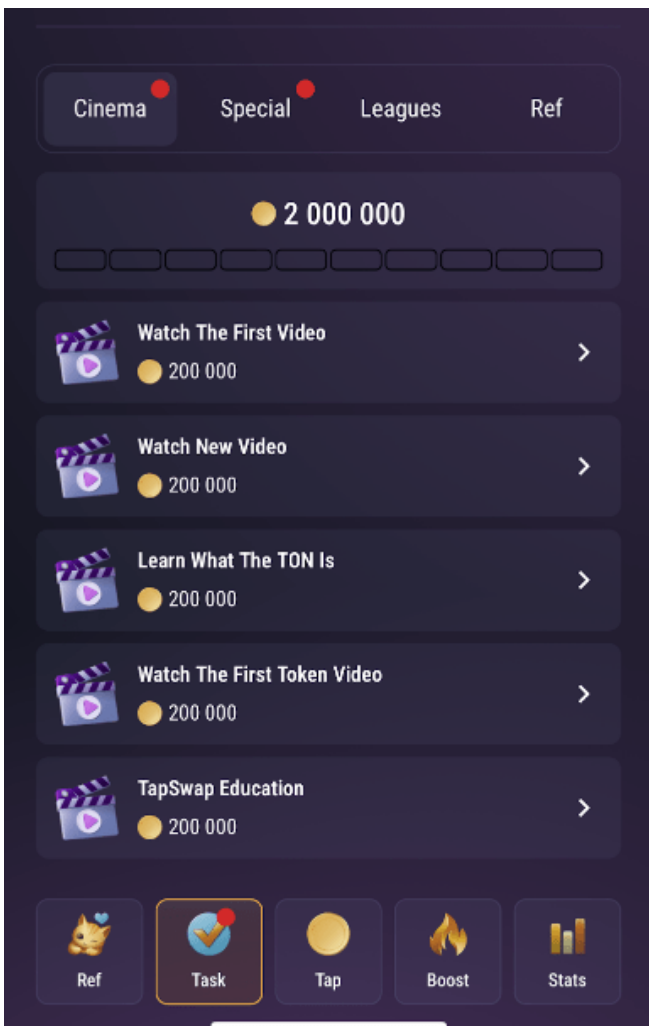 Cinema Special Leagues Ref
2 000 000
Watch The First Video
200 000
Watch New Video
200 000
Learn What The TON Is
200 000
Watch The First Token Video
200 000
TapSwap Education
200 000
Ref Task Tap Boost Stats